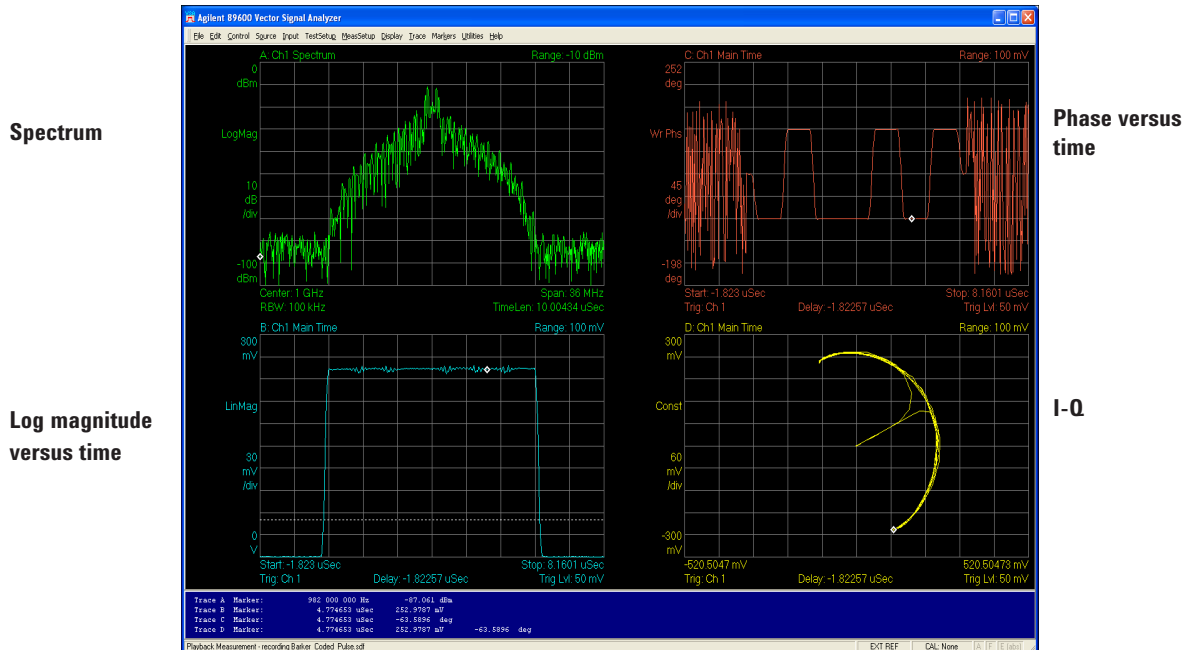 Agilent 89600 Vector Signal Analyzer
File Edit Control Source Input TestSetup MeasSetup Display Trace Markers Utilities Help
Spectrum
A: Ch1 Spectrum Range: -10 dBm
0
dBm
LogMag
10
dB
/div
-100
dBm
Center: 1 GHz Span: 36 MHz
RBW: 100 kHz TimeLen: 10.00434 uSec
C: Ch1 Main Time Range: 100 mV
252
deg
Wr Phs
45
deg
/div
-198
deg
Start: -1.823 uSec Stop: 8.1601 uSec
Trig: Ch 1 Delay: -1.82257 uSec Trig Lvl: 50 mV
Phase versus
time
Log magnitude
versus time
B: Ch1 Main Time Range: 100 mV
300
mV
LinMag
30
mV
/div
0
V
Start: -1.823 uSec Stop: 8.1601 uSec
Trig: Ch 1 Delay: -1.82257 uSec Trig Lvl: 50 mV
D: Ch1 Main Time Range: 100 mV
300
mV
Const
60
mV
/div
-300
mV
-520.5047 mV 520.50473 mV
Trig: Ch 1 Delay: -1.82257 uSec Trig Lvl: 50 mV
I-Q
Trace A Marker: 982 000 000 Hz -87.061 dBm
Trace B Marker: 4.774653 uSec 252.9787 mV
Trace C Marker: 4.774653 uSec -63.5896 deg
Trace D Marker: 4.774653 uSec 252.9787 mV -63.5896 deg
Playback Measurement - recording Barker_Coded_Pulse.sdf EXT REF CAL: None A F E (abs)